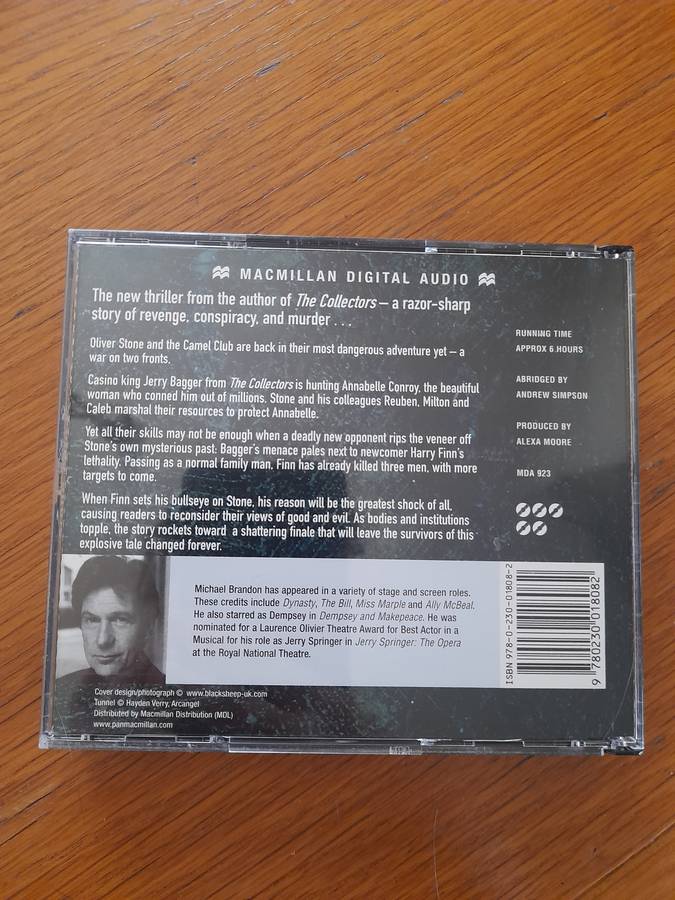 MACMILLAN DIGITAL AUDIO
The new thriller from the author of The Collectors – a razor-sharp
story of revenge, conspiracy, and murder . . .
Oliver Stone and the Camel Club are back in their most dangerous adventure yet – a
war on two fronts.
Casino king Jerry Bagger from The Collectors is hunting Annabelle Conroy, the beautiful
woman who conned him out of millions. Stone and his colleagues Reuben, Milton and
Caleb marshal their resources to protect Annabelle.
Yet all their skills may not be enough when a deadly new opponent rips the veneer off
Stone's own mysterious past: Bagger's menace pales next to newcomer Harry Finn's
lethality. Passing as a normal family man, Finn has already killed three men, with more
targets to come.
When Finn sets his bullseye on Stone, his reason will be the greatest shock of all,
causing readers to reconsider their views of good and evil. As bodies and institutions
topple, the story rockets toward a shattering finale that will leave the survivors of this
explosive tale changed forever.
RUNNING TIME
APPROX 6 HOURS
ABRIDGED BY
ANDREW SIMPSON
PRODUCED BY
ALEXA MOORE
MDA 923
Michael Brandon has appeared in a variety of stage and screen roles.
These credits include Dynasty, The Bill, Miss Marple and Ally McBeal.
He also starred as Dempsey in Dempsey and Makepeace. He was
nominated for a Laurence Olivier Theatre Award for Best Actor in a
Musical for his role as Jerry Springer in Jerry Springer: The Opera
at the Royal National Theatre.
ISBN 978-0-230-01808-2
9 780230 018082
Cover design/photograph © www.blacksheep-uk.com
Tunnel © Hayden Verry, Arcangel
Distributed by Macmillan Distribution (MDL)
www.panmacmillan.com